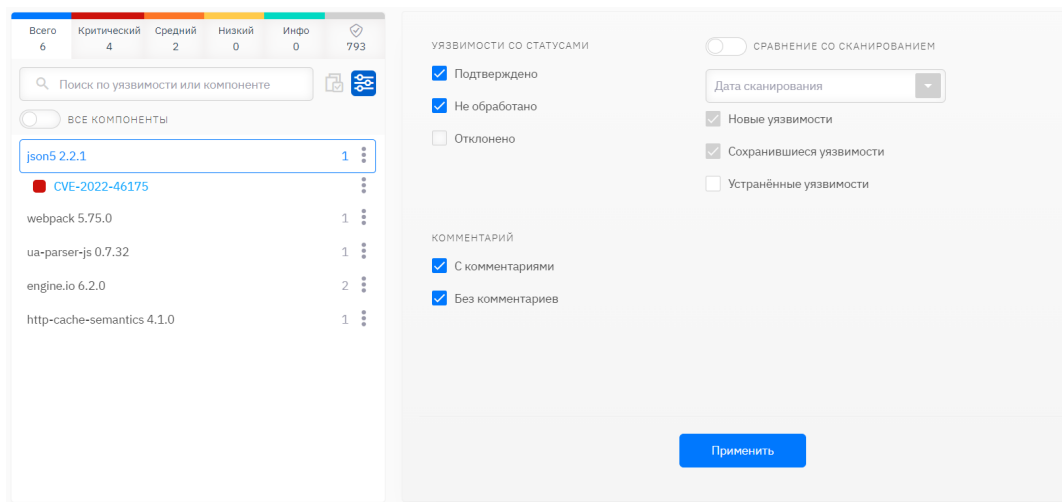 Всего Критический Средний Низкий Инфо
6 4 2 0 0 793
Поиск по уязвимости или компоненте
ВСЕ КОМПОНЕНТЫ
json5 2.2.1 1
CVE-2022-46175
webpack 5.75.0 1
ua-parser-js 0.7.32 1
engine.io 6.2.0 2
http-cache-semantics 4.1.0 1
УЯЗВИМОСТИ СО СТАТУСАМИ
Подтверждено
Не обработано
Отклонено
СРАВНЕНИЕ СО СКАНИРОВАНИЕМ
Дата сканирования
Новые уязвимости
Сохранившиеся уязвимости
Устранённые уязвимости
КОММЕНТАРИЙ
С комментариями
Без комментариев
Применить